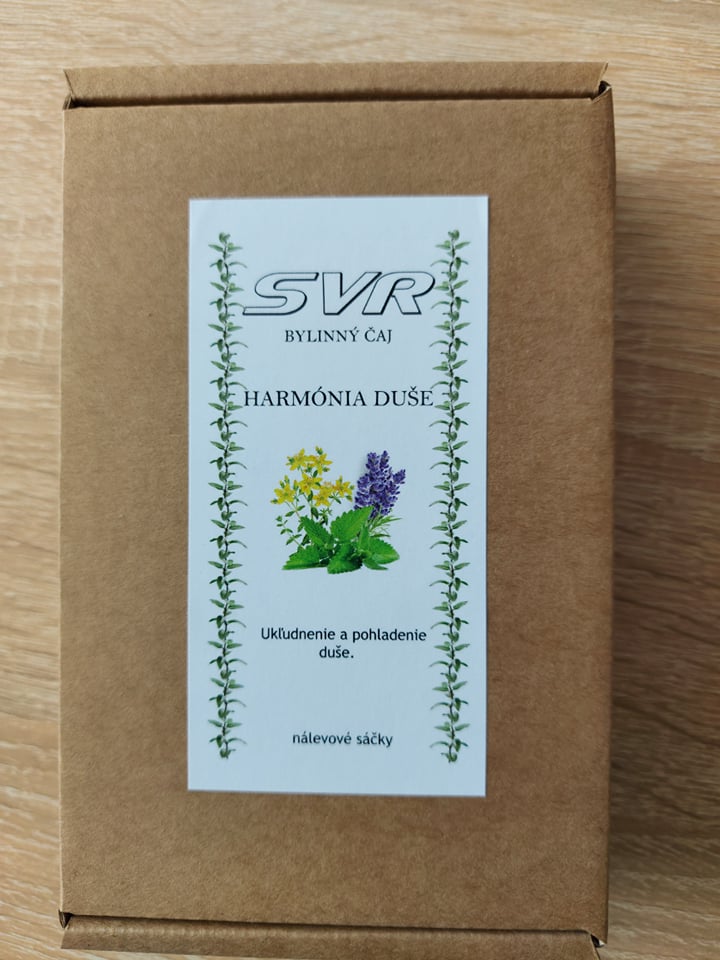 SVR
BYLINNÝ ČAJ
HARMÓNIA DUŠE
Ukľudnenie a pohladenie
duše.
nálevové sáčky